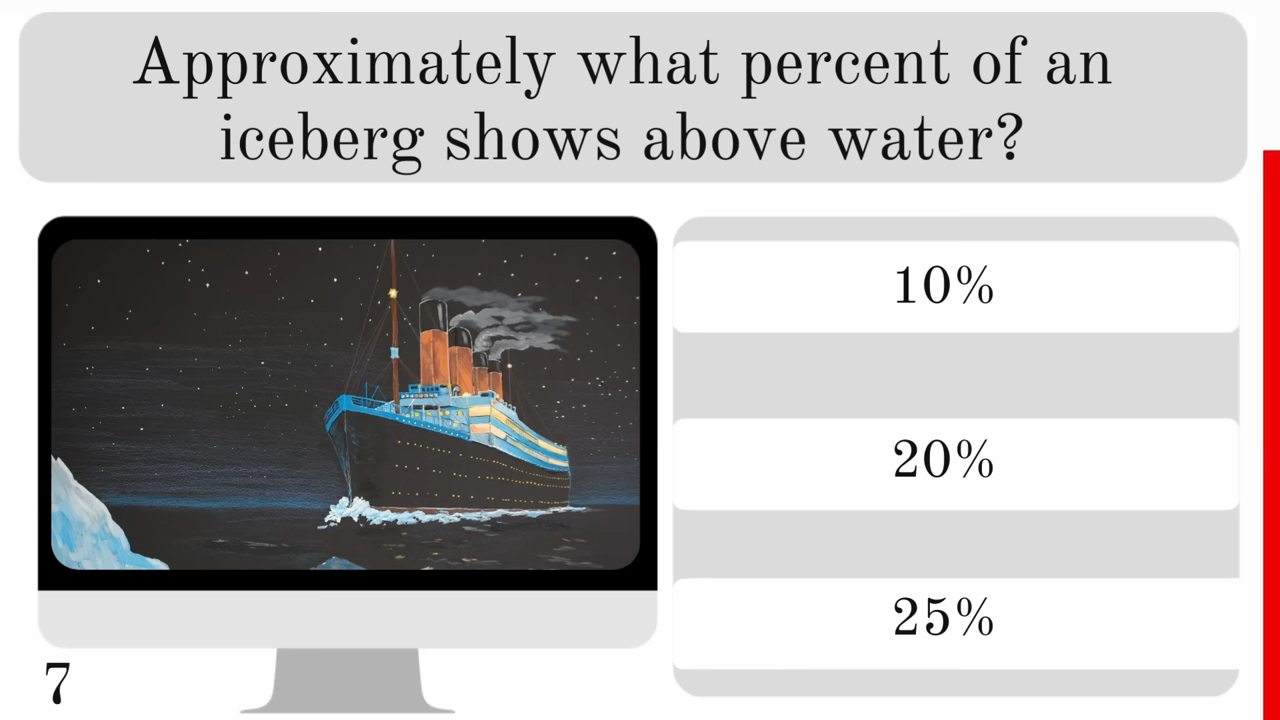 Approximately what percent of an
iceberg shows above water?
10%
20%
25%
7